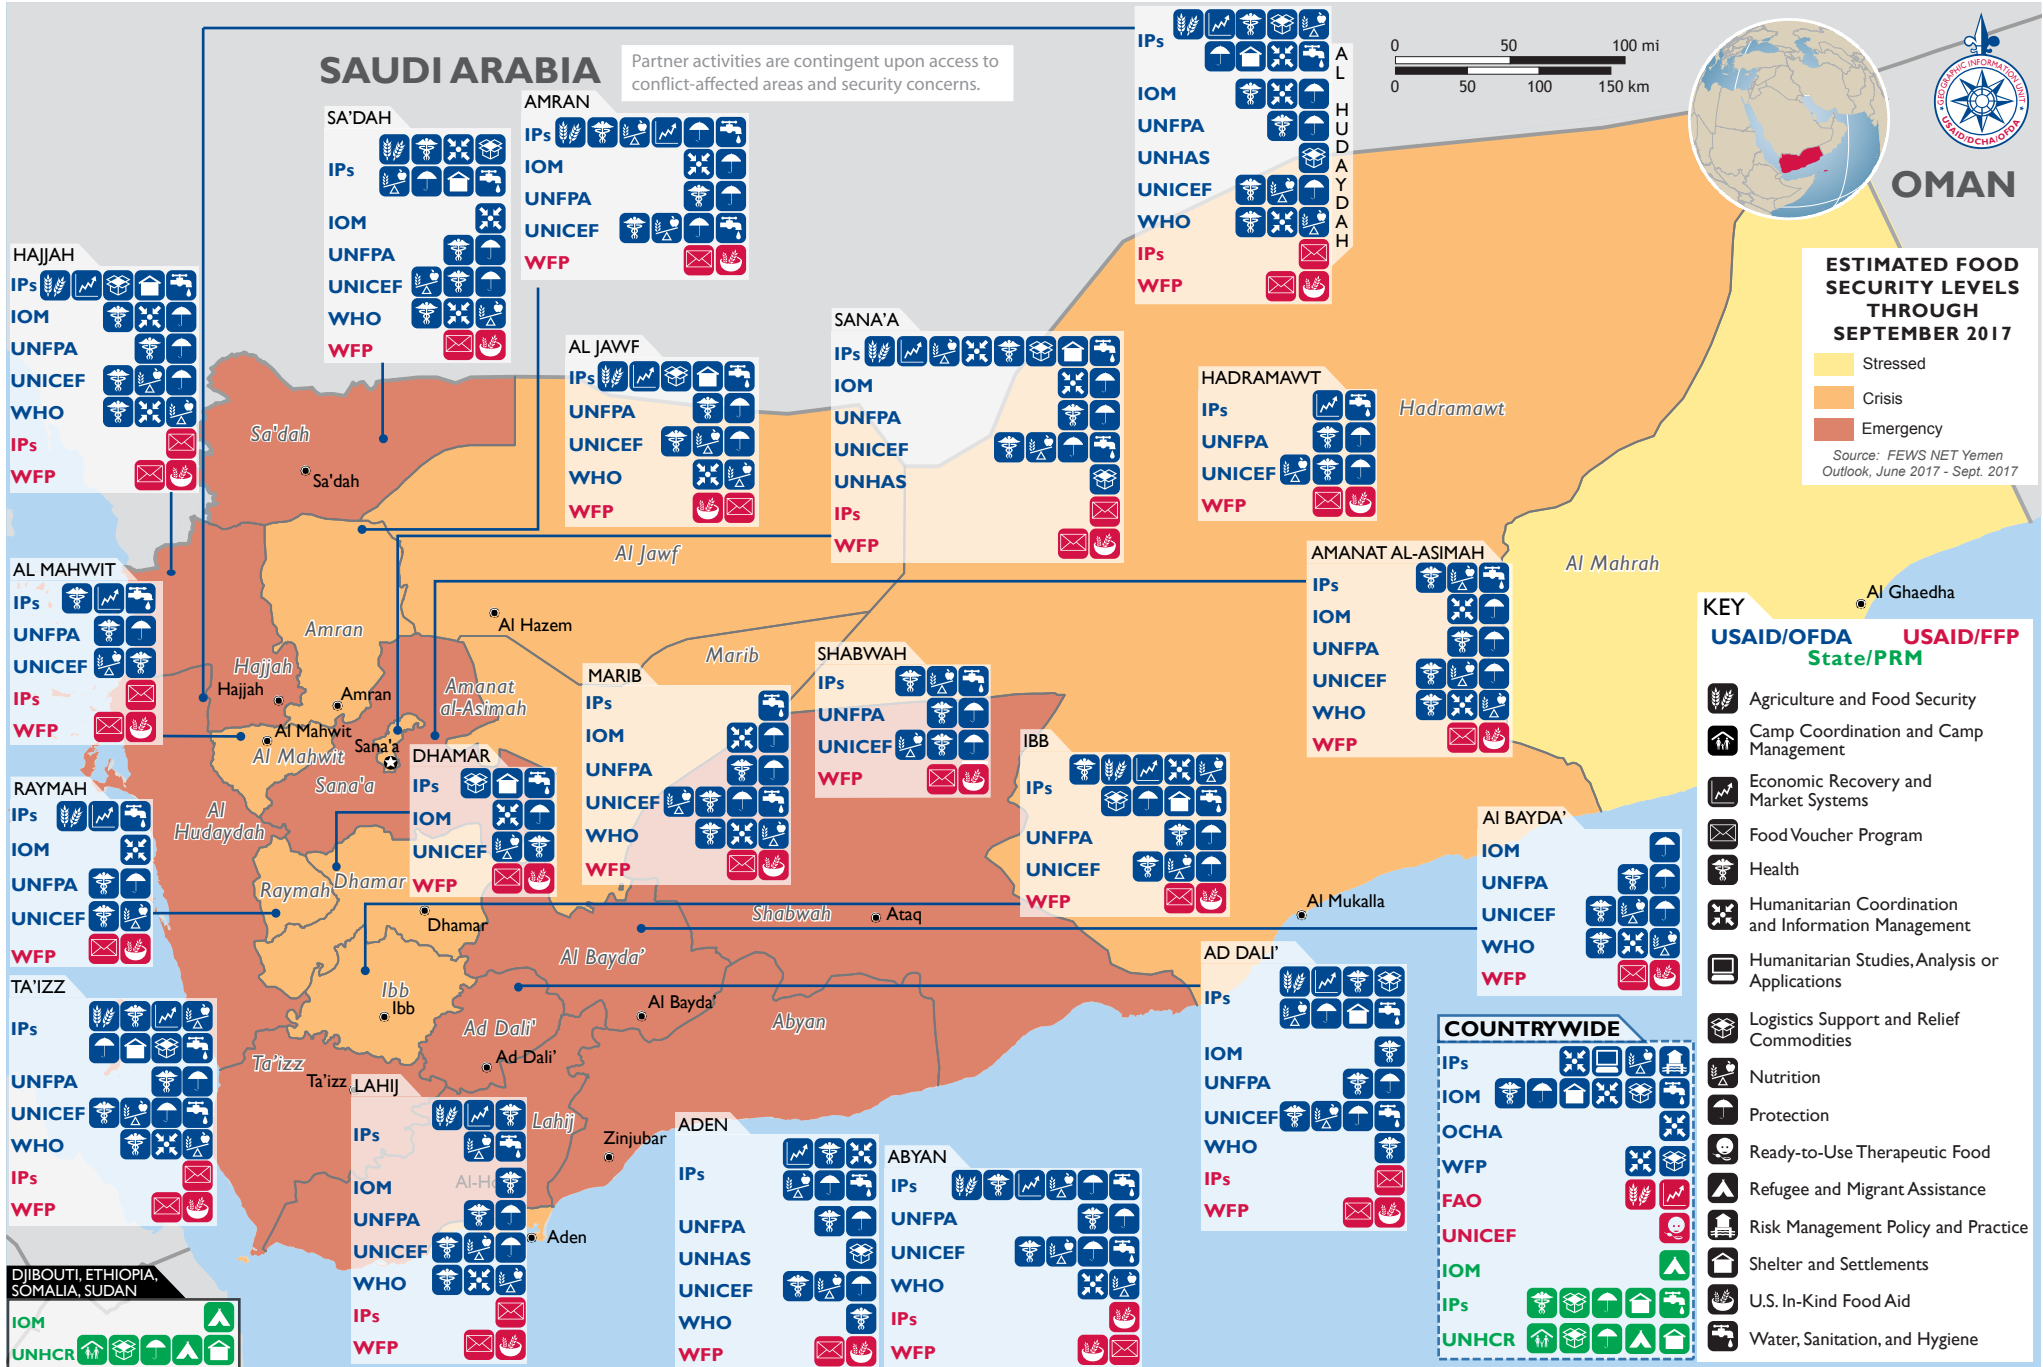 SAUDI ARABIA
Partner activities are contingent upon access to
conflict-affected areas and security concerns.
0 50 100 mi
0 50 100 150 km
GEOGRAPHIC INFORMATION UNIT
USAID/DCHA/OFDA
OMAN
ESTIMATED FOOD
SECURITY LEVELS
THROUGH
SEPTEMBER 2017
Stressed
Crisis
Emergency
Source: FEWS NET Yemen
Outlook, June 2017 - Sept. 2017
SA'DAH
IPs
IOM
UNFPA
UNICEF
WHO
WFP
AMRAN
IPs
IOM
UNFPA
UNICEF
WFP
AL HUDAYDAH
IPs
IOM
UNFPA
UNHAS
UNICEF
WHO
IPs
WFP
HAJJAH
IPs
IOM
UNFPA
UNICEF
WHO
IPs
WFP
AL JAWF
IPs
UNFPA
UNICEF
WHO
WFP
SANA'A
IPs
IOM
UNFPA
UNICEF
UNHAS
IPs
WFP
HADRAMAWT
IPs
UNFPA
UNICEF
WFP
AMANAT AL-ASIMAH
IPs
IOM
UNFPA
UNICEF
WHO
WFP
AL MAHWIT
IPs
UNFPA
UNICEF
IPs
WFP
MARIB
IPs
IOM
UNFPA
UNICEF
WHO
WFP
SHABWAH
IPs
UNFPA
UNICEF
WFP
IBB
IPs
UNFPA
UNICEF
WFP
DHAMAR
IPs
IOM
UNICEF
WFP
RAYMAH
IPs
IOM
UNFPA
UNICEF
WFP
Al BAYDA'
IOM
UNFPA
UNICEF
WHO
WFP
AD DALI'
IPs
IOM
UNFPA
UNICEF
WHO
IPs
WFP
TA'IZZ
IPs
UNFPA
UNICEF
WHO
IPs
WFP
LAHIJ
IPs
IOM
UNFPA
UNICEF
WHO
IPs
WFP
ADEN
IPs
UNFPA
UNHAS
UNICEF
WHO
WFP
ABYAN
IPs
UNFPA
UNICEF
WHO
IPs
WFP
COUNTRYWIDE
IPs
IOM
OCHA
WFP
FAO
UNICEF
IOM
IPs
UNHCR
DJIBOUTI, ETHIOPIA,
SOMALIA, SUDAN
IOM
UNHCR
KEY
USAID/OFDA USAID/FFP
State/PRM
Agriculture and Food Security
Camp Coordination and Camp
Management
Economic Recovery and
Market Systems
Food Voucher Program
Health
Humanitarian Coordination
and Information Management
Humanitarian Studies, Analysis or
Applications
Logistics Support and Relief
Commodities
Nutrition
Protection
Ready-to-Use Therapeutic Food
Refugee and Migrant Assistance
Risk Management Policy and Practice
Shelter and Settlements
U.S. In-Kind Food Aid
Water, Sanitation, and Hygiene
Sa'dah
Sa'dah
Hadramawt
Al Jawf
Al Mahrah
Al Ghaedha
Al Hazem
Amran
Marib
Hajjah
Hajjah
Amran
Amanat
al-Asimah
Al Mahwit
Al Mahwit
Sana'a
Sana'a
Al
Hudaydah
Raymah
Dhamar
Dhamar
Shabwah
Ataq
Al Mukalla
Al Bayda'
Ibb
Ibb
Al Bayda'
Abyan
Ad Dali'
Ad Dali'
Ta'izz
Ta'izz
Lahij
Zinjubar
Aden